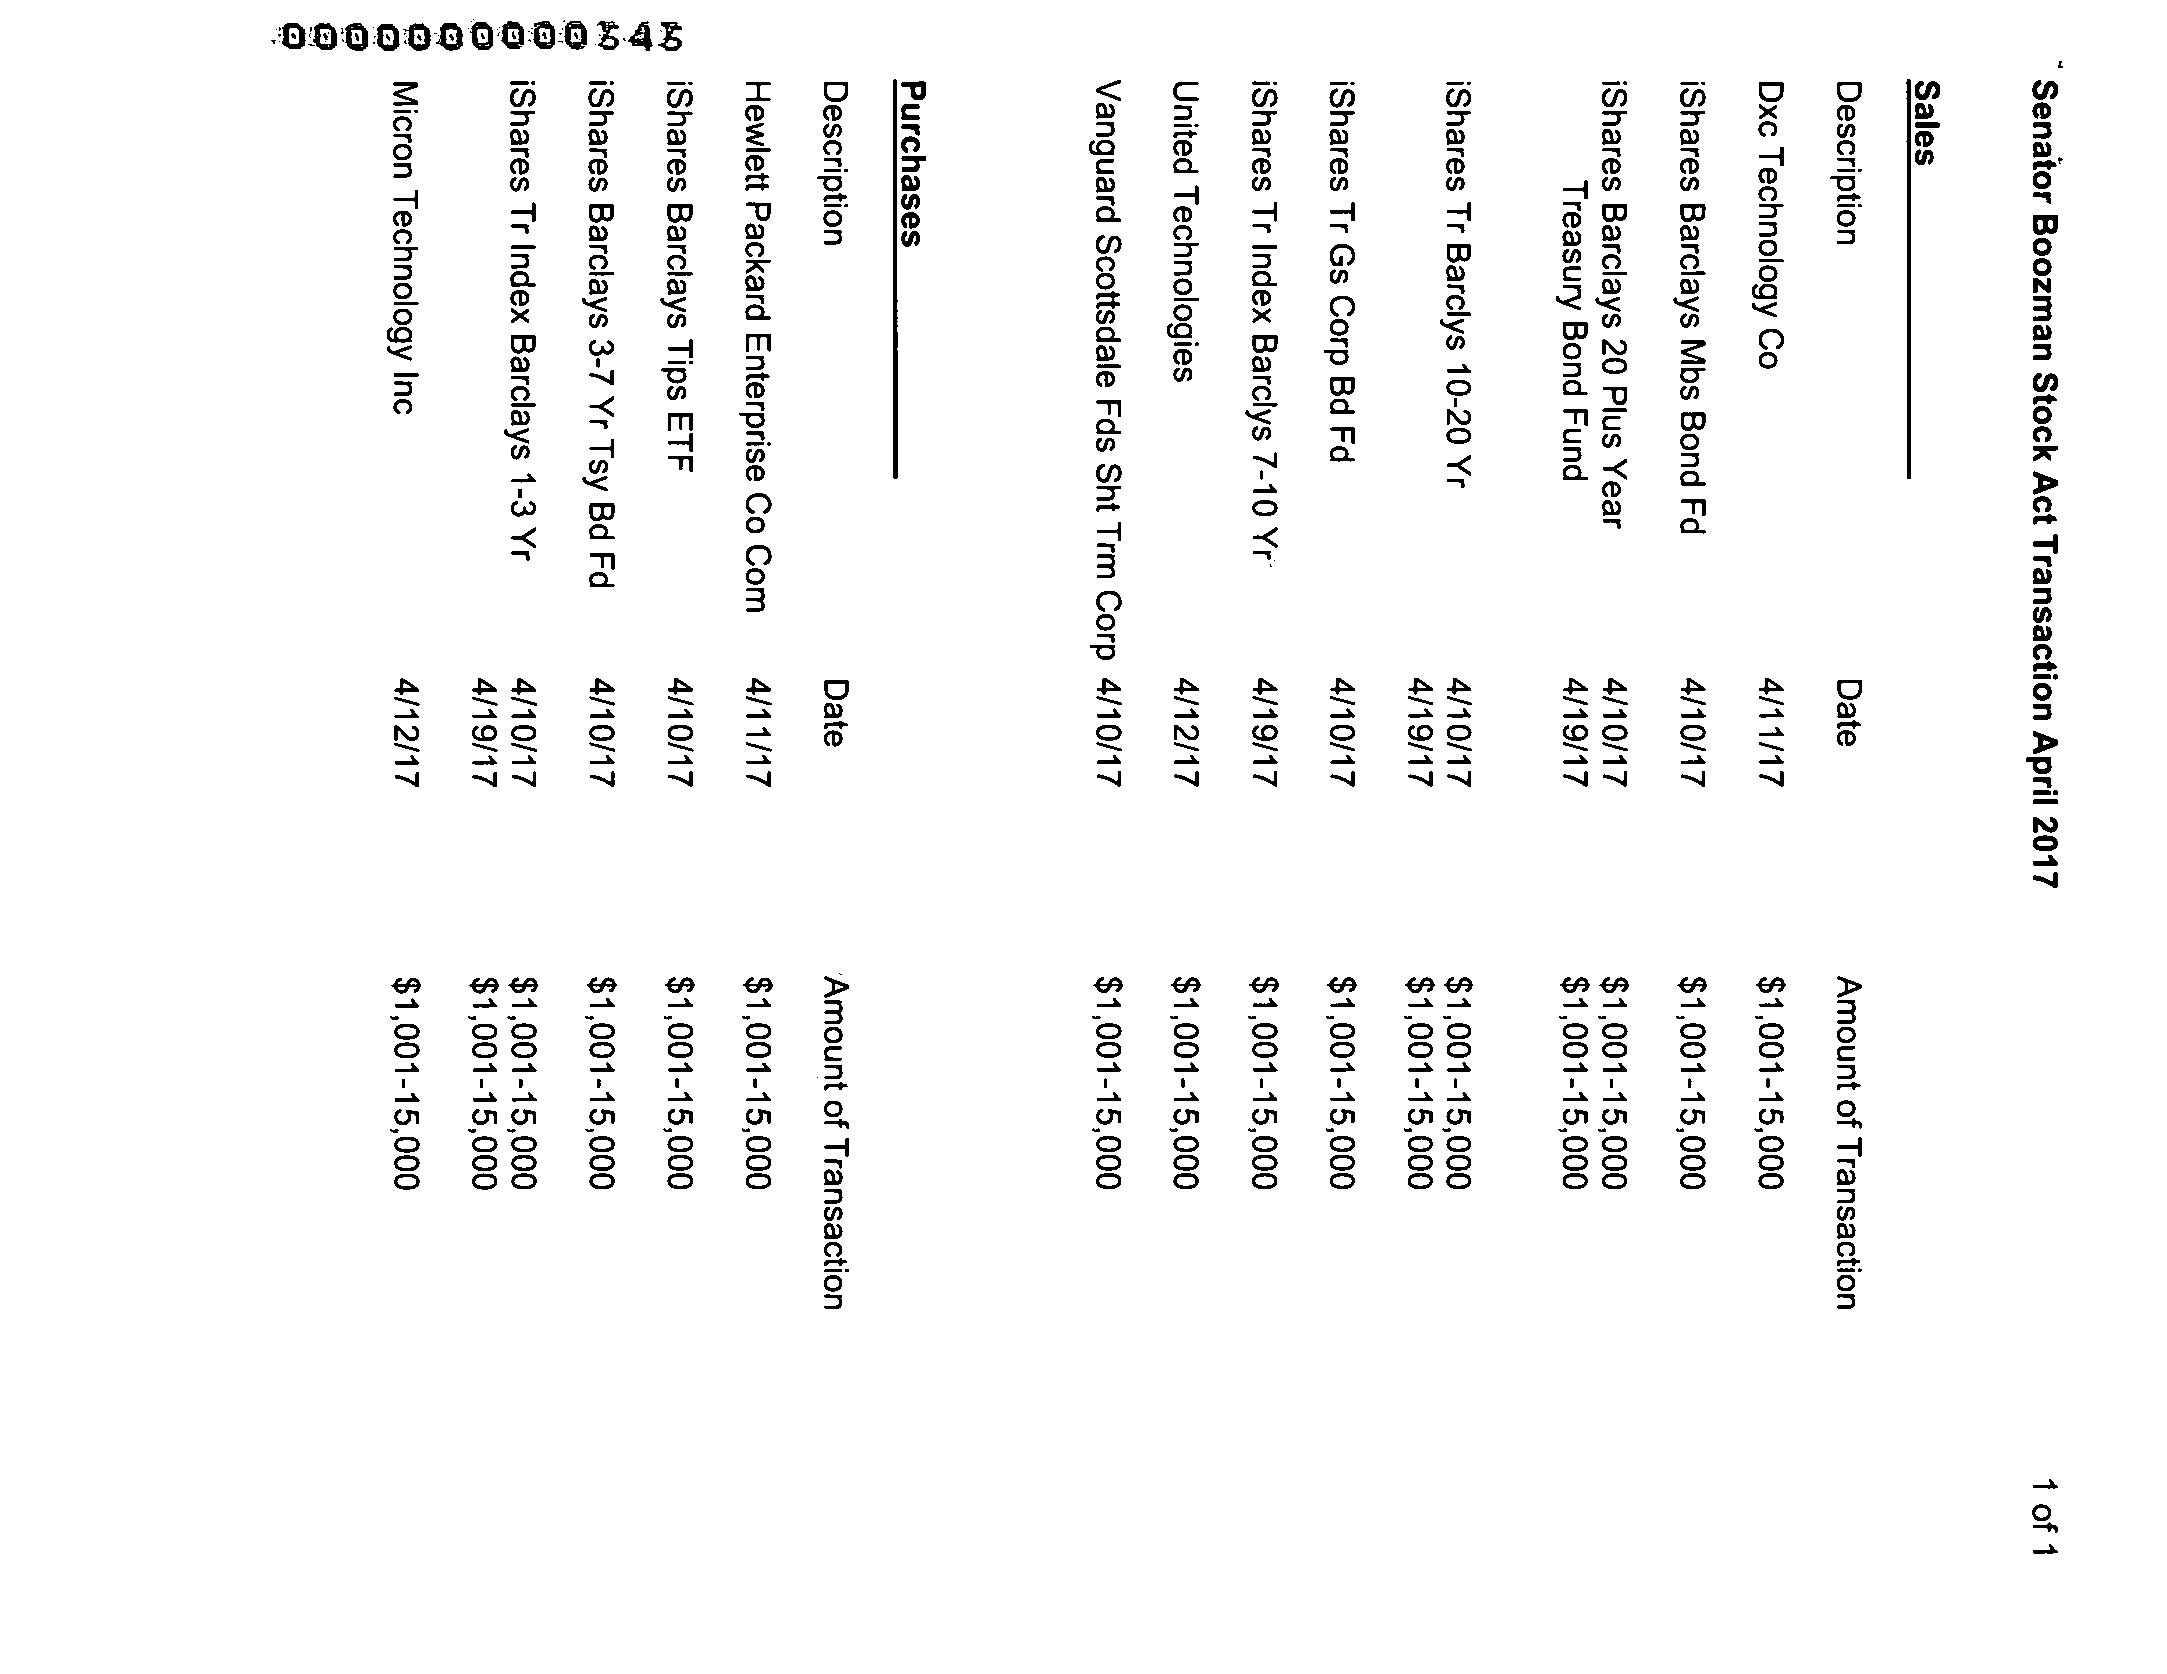 Senator Boozman Stock Act Transaction April 2017 1 of 1
Sales
Description Date Amount of Transaction
Dxc Technology Co 4/11/17 $1,001-15,000
iShares Barclays Mbs Bond Fd 4/10/17 $1,001-15,000
iShares Barclays 20 Plus Year 4/10/17 $1,001-15,000
Treasury Bond Fund 4/19/17 $1,001-15,000
iShares Tr Barclys 10-20 Yr 4/10/17 $1,001-15,000
4/19/17 $1,001-15,000
iShares Tr Gs Corp Bd Fd 4/10/17 $1,001-15,000
iShares Tr Index Barclys 7-10 Yr 4/19/17 $1,001-15,000
United Technologies 4/12/17 $1,001-15,000
Vanguard Scottsdale Fds Sht Trm Corp 4/10/17 $1,001-15,000
Purchases
Description Date Amount of Transaction
Hewlett Packard Enterprise Co Com 4/11/17 $1,001-15,000
iShares Barclays Tips ETF 4/10/17 $1,001-15,000
iShares Barclays 3-7 Yr Tsy Bd Fd 4/10/17 $1,001-15,000
iShares Tr Index Barclays 1-3 Yr 4/10/17 $1,001-15,000
4/19/17 $1,001-15,000
Micron Technology Inc 4/12/17 $1,001-15,000
0000000000545